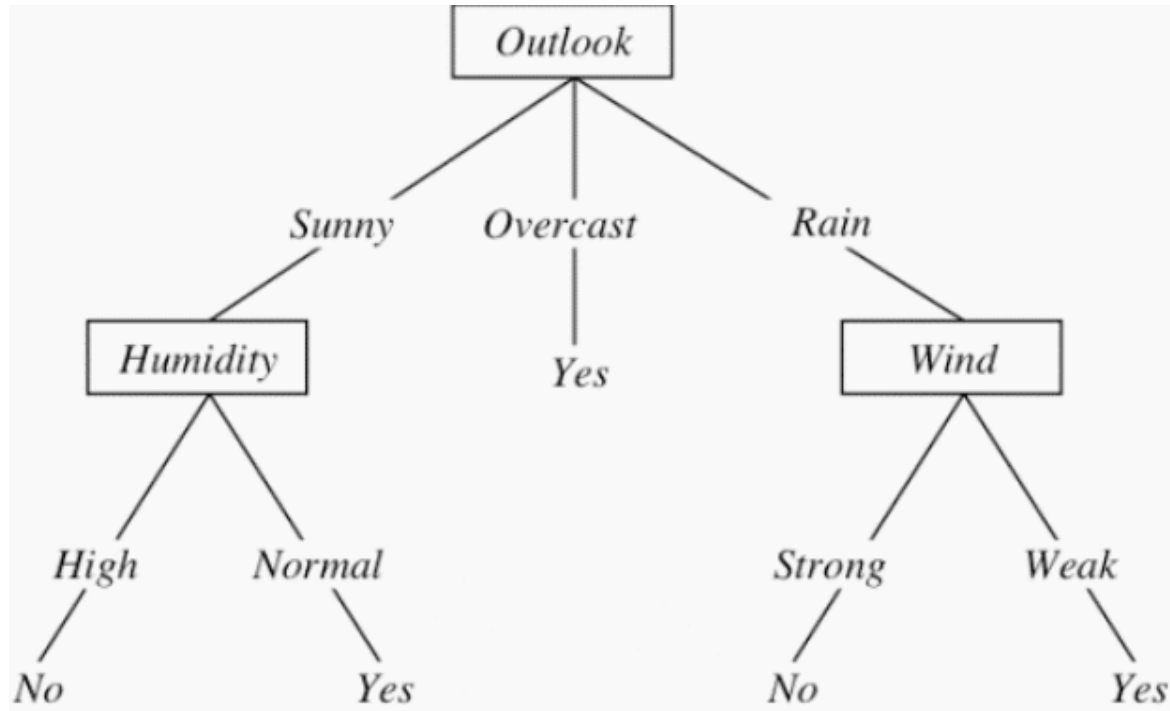 Outlook
Sunny Overcast Rain
Humidity Yes Wind
High Normal Strong Weak
No Yes No Yes